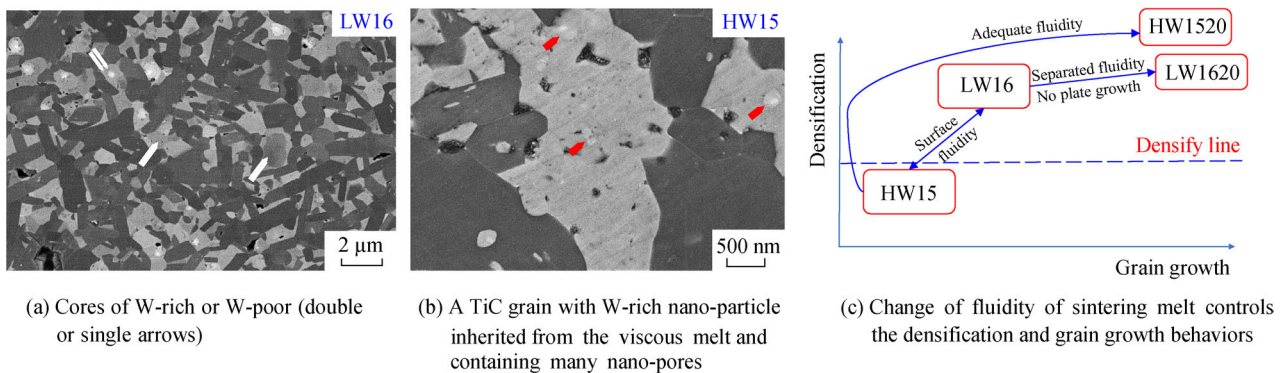 LW16
2 μm
(a) Cores of W-rich or W-poor (double
or single arrows)
HW15
500 nm
(b) A TiC grain with W-rich nano-particle
inherited from the viscous melt and
containing many nano-pores
Densification
Adequate fluidity
HW1520
LW16
Separated fluidity
No plate growth
LW1620
Surface
fluidity
Densify line
HW15
Grain growth
(c) Change of fluidity of sintering melt controls
the densification and grain growth behaviors